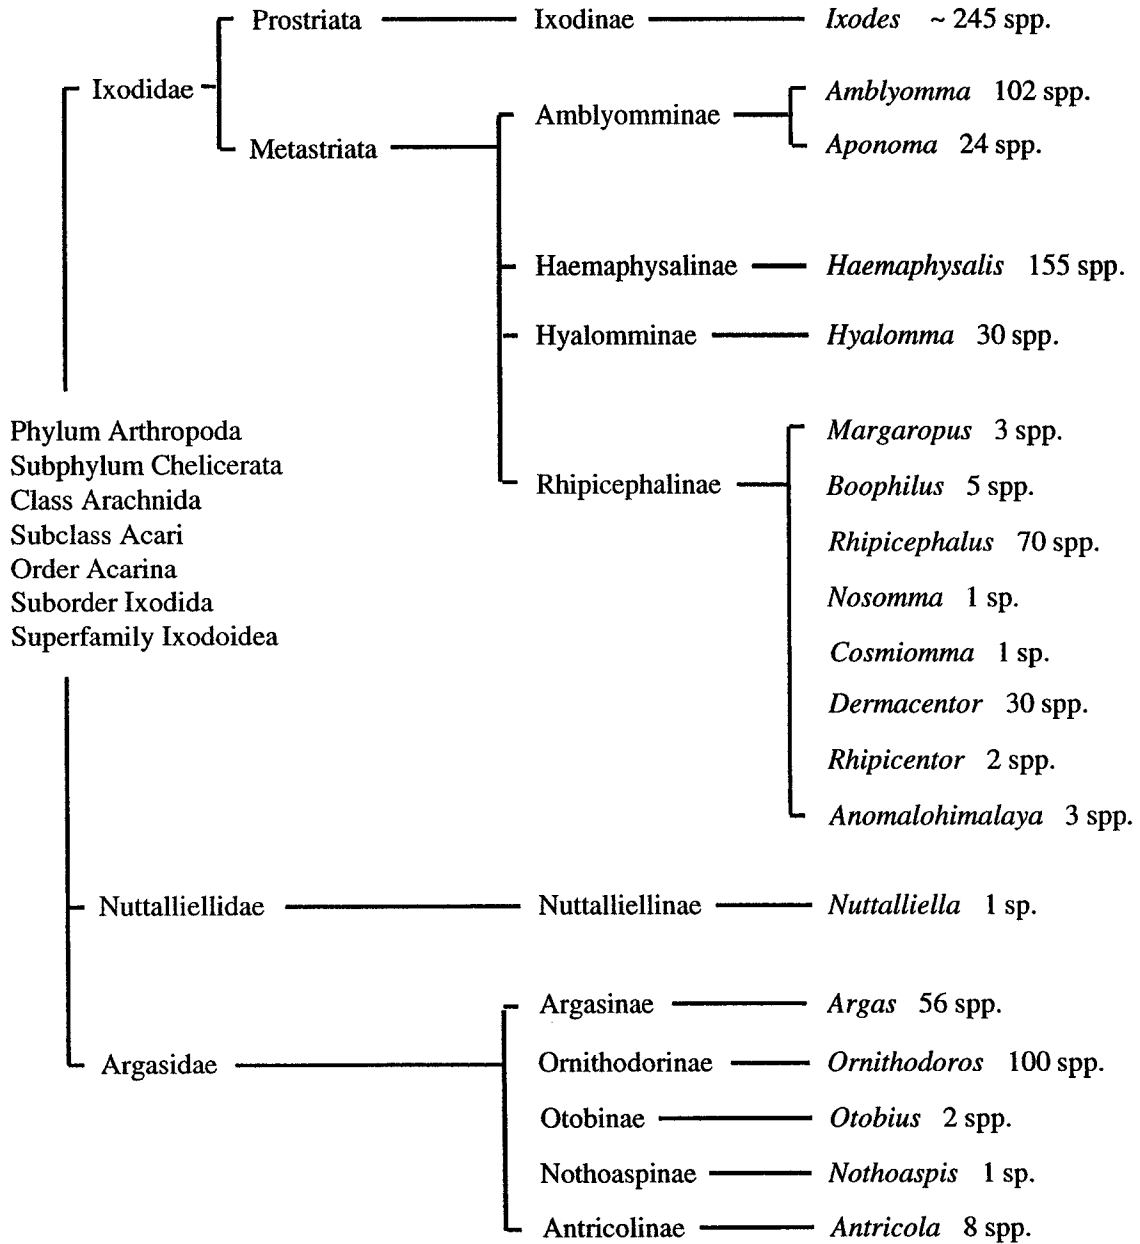 Prostriata Ixodinae Ixodes ~ 245 spp.
Ixodidae
Amblyomma 102 spp.
Amblyomminae
Metastriata
Aponoma 24 spp.
Haemaphysalinae Haemaphysalis 155 spp.
Hyalomminae Hyalomma 30 spp.
Phylum Arthropoda
Subphylum Chelicerata
Class Arachnida
Subclass Acari
Order Acarina
Suborder Ixodida
Superfamily Ixodoidea
Margaropus 3 spp.
Rhipicephalinae
Boophilus 5 spp.
Rhipicephalus 70 spp.
Nosomma 1 sp.
Cosmiomma 1 sp.
Dermacentor 30 spp.
Rhipicentor 2 spp.
Anomalohimalaya 3 spp.
Nuttalliellidae Nuttalliellinae Nuttalliella 1 sp.
Argasinae Argas 56 spp.
Argasidae Ornithodorinae Ornithodoros 100 spp.
Otobinae Otobius 2 spp.
Nothoaspinae Nothoaspis 1 sp.
Antricolinae Antricola 8 spp.